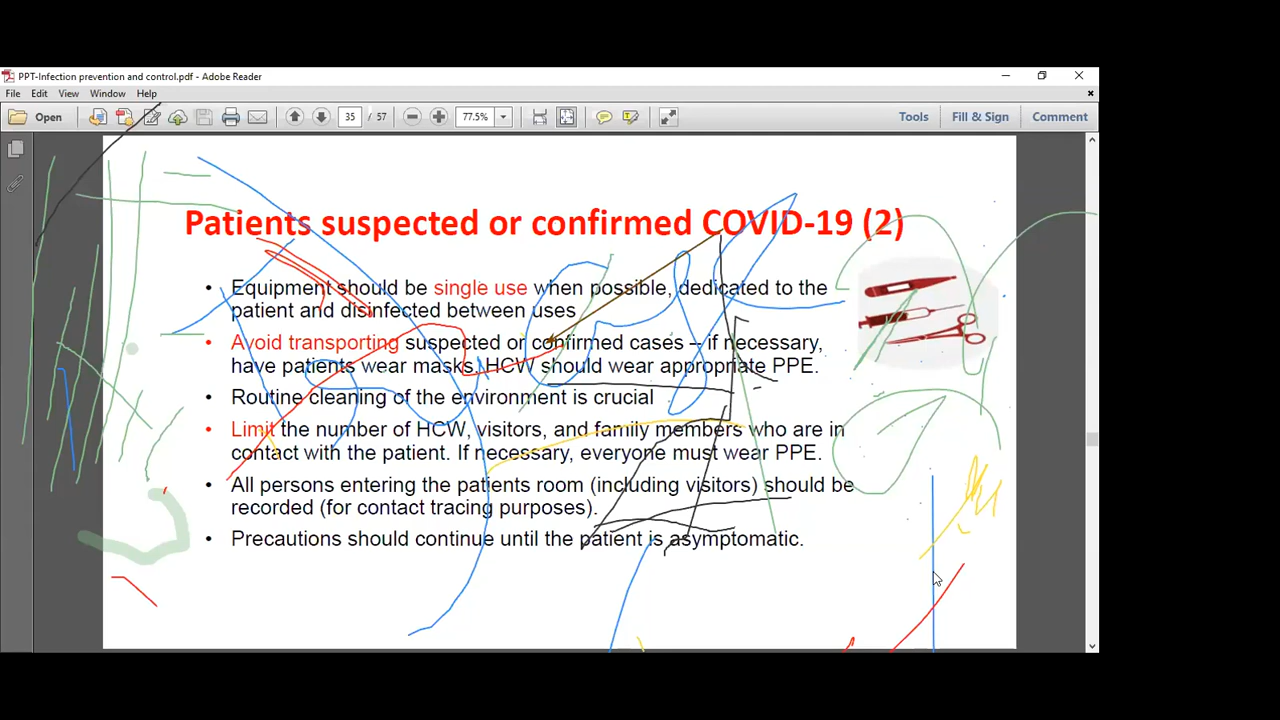 PPT-Infection prevention and control.pdf - Adobe Reader
File Edit View Window Help
Open 35 / 57 77.5% Tools Fill & Sign Comment
Patients suspected or confirmed COVID-19 (2)
• Equipment should be single use when possible, dedicated to the
patient and disinfected between uses
• Avoid transporting suspected or confirmed cases – if necessary,
have patients wear masks. HCW should wear appropriate PPE.
• Routine cleaning of the environment is crucial
• Limit the number of HCW, visitors, and family members who are in
contact with the patient. If necessary, everyone must wear PPE.
• All persons entering the patients room (including visitors) should be
recorded (for contact tracing purposes).
• Precautions should continue until the patient is asymptomatic.